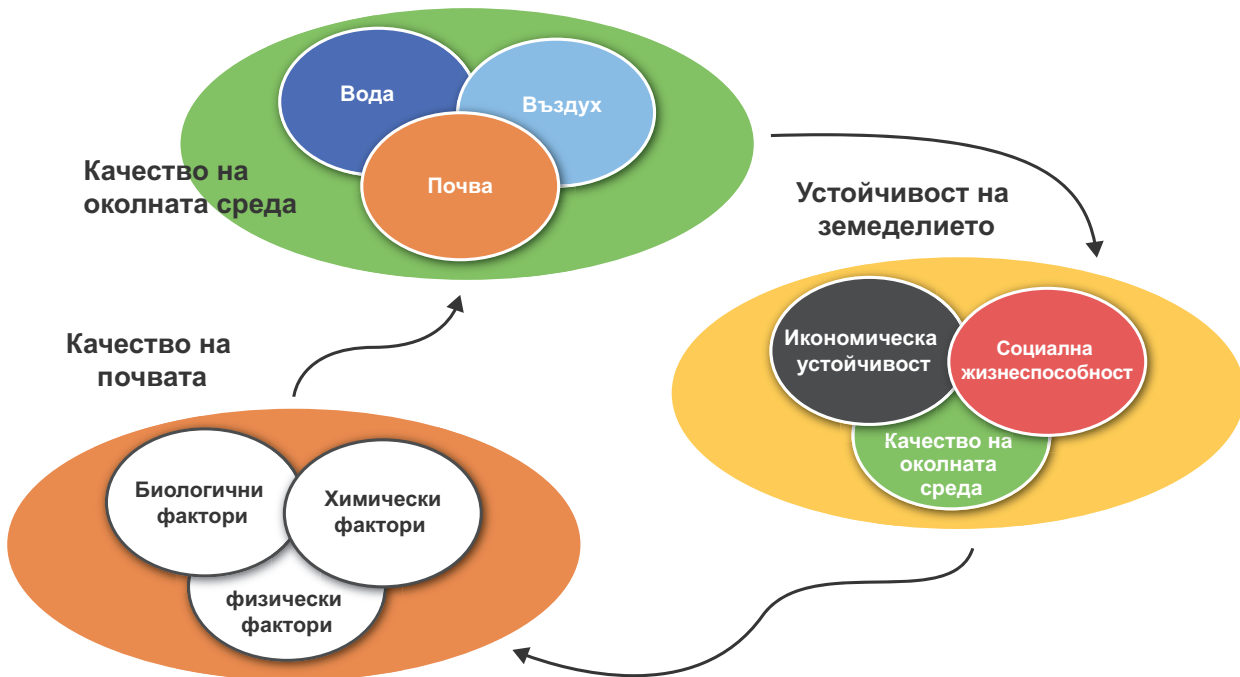 Вода
Въздух
Почва
Качество на
околната среда
Устойчивост на
земеделието
Икономическа
устойчивост
Социална
жизнеспособност
Качество на
околната
среда
Качество на
почвата
Биологични
фактори
Химически
фактори
физически
фактори